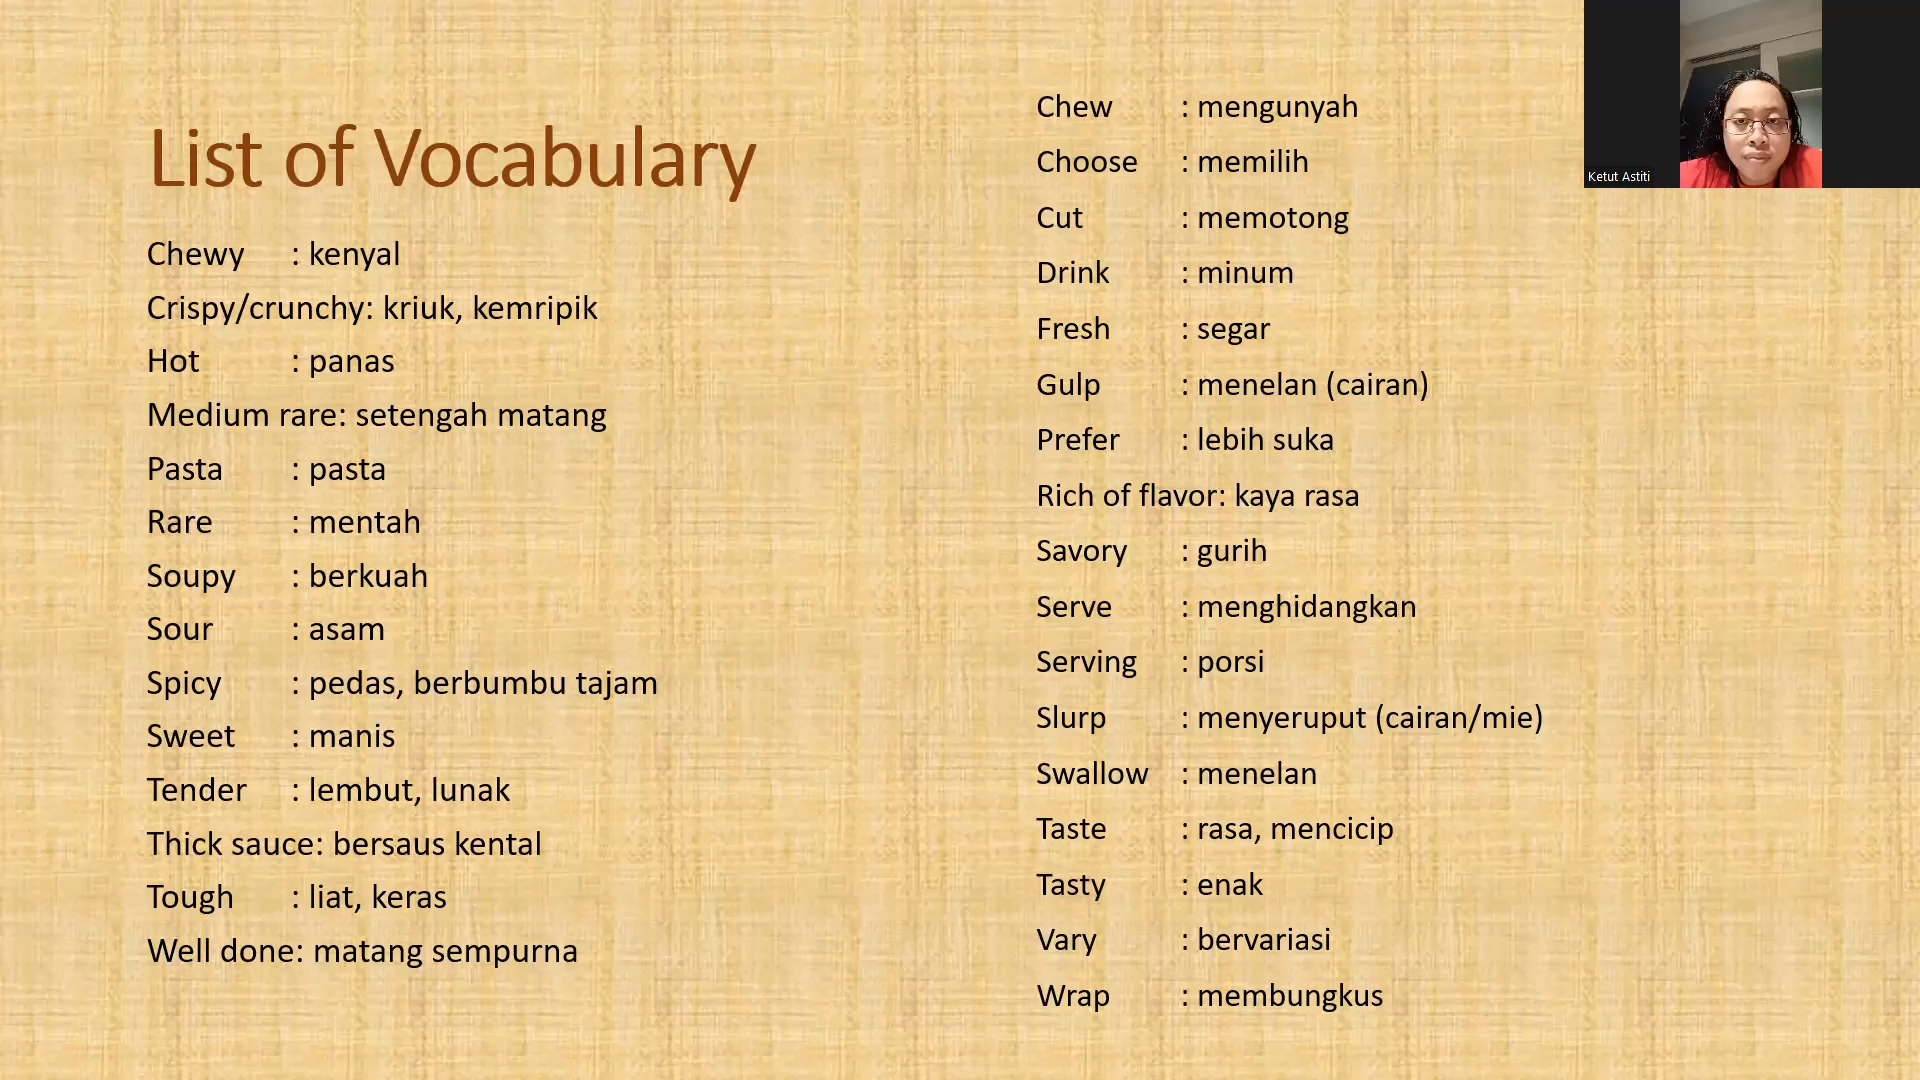 List of Vocabulary
Chewy : kenyal
Crispy/crunchy: kriuk, kemripik
Hot : panas
Medium rare: setengah matang
Pasta : pasta
Rare : mentah
Soupy : berkuah
Sour : asam
Spicy : pedas, berbumbu tajam
Sweet : manis
Tender : lembut, lunak
Thick sauce: bersaus kental
Tough : liat, keras
Well done: matang sempurna
Chew : mengunyah
Choose : memilih
Cut : memotong
Drink : minum
Fresh : segar
Gulp : menelan (cairan)
Prefer : lebih suka
Rich of flavor: kaya rasa
Savory : gurih
Serve : menghidangkan
Serving : porsi
Slurp : menyeruput (cairan/mie)
Swallow : menelan
Taste : rasa, mencicip
Tasty : enak
Vary : bervariasi
Wrap : membungkus
Ketut Astiti